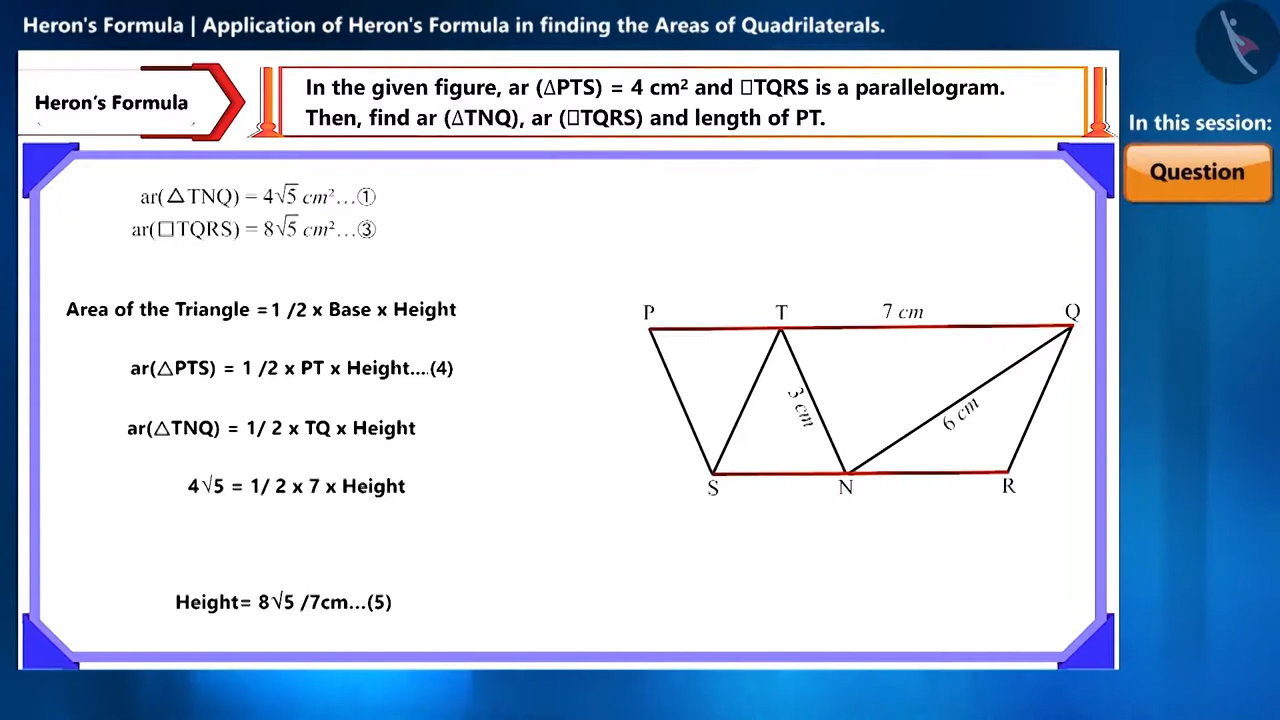 Heron's Formula | Application of Heron's Formula in finding the Areas of Quadrilaterals.
Heron's Formula
In the given figure, ar (∆PTS) = 4 cm² and □TQRS is a parallelogram.
Then, find ar (∆TNQ), ar (□TQRS) and length of PT.
In this session:
Question
ar(△TNQ) = 4√5 cm²...①
ar(□TQRS) = 8√5 cm²...③
Area of the Triangle = 1 /2 x Base x Height
ar(△PTS) = 1 /2 x PT x Height....(4)
ar(△TNQ) = 1/ 2 x TQ x Height
4√5 = 1/ 2 x 7 x Height
Height= 8√5 /7cm...(5)
P T 7 cm Q
3 cm
6 cm
S N R